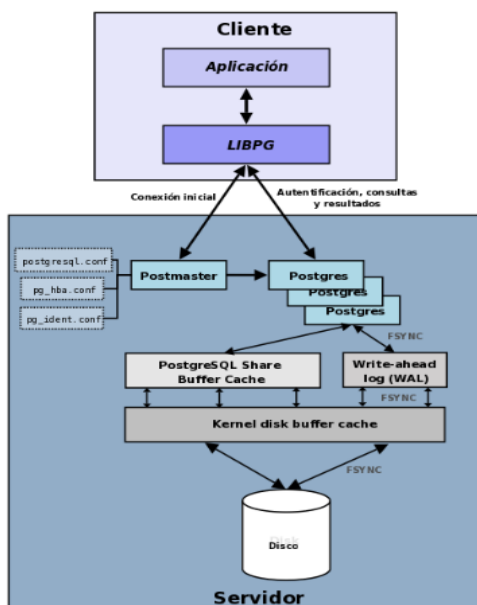 Cliente
Aplicación
LIBPG
Conexión inicial
Autentificación, consultas
y resultados
postgresql.conf
pg_hba.conf
pg_ident.conf
Postmaster
Postgres
Postgres
Postgres
FSYNC
PostgreSQL Share
Buffer Cache
Write-ahead
log (WAL)
FSYNC
Kernel disk buffer cache
FSYNC
Disco
Servidor